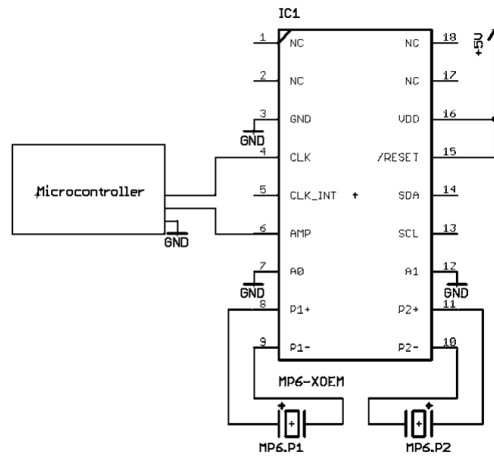 IC1
1 NC NC 18
+5V
2 NC NC 17
3 GND VDD 16
GND
4 CLK /RESET 15
Microcontroller
5 CLK_INT + SDA 14
6 AMP SCL 13
GND
7 A0 A1 12
GND GND
8 P1+ P2+ 11
9 P1- P2- 10
MP6-XOEM
+ +
MP6.P1 MP6.P2